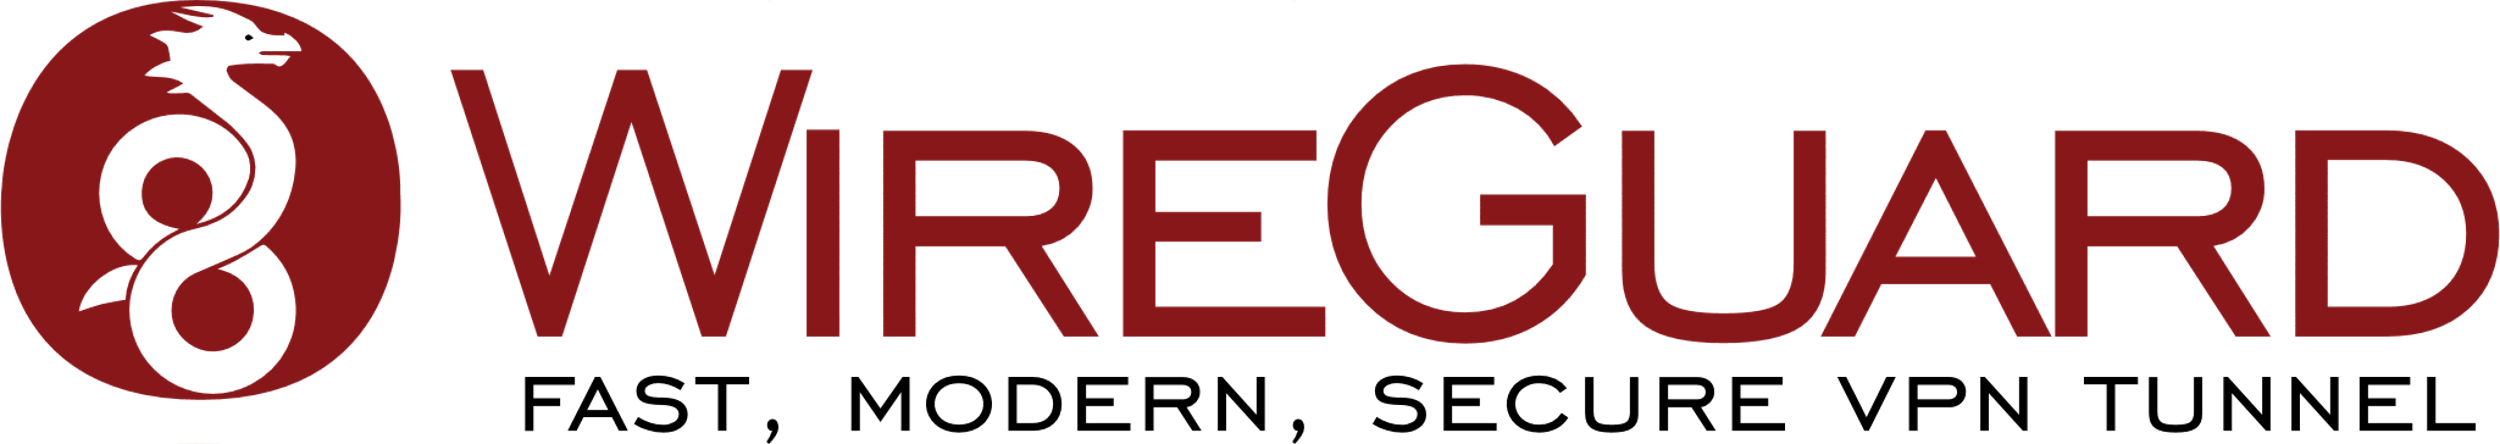 WIREGUARD
FAST, MODERN, SECURE VPN TUNNEL